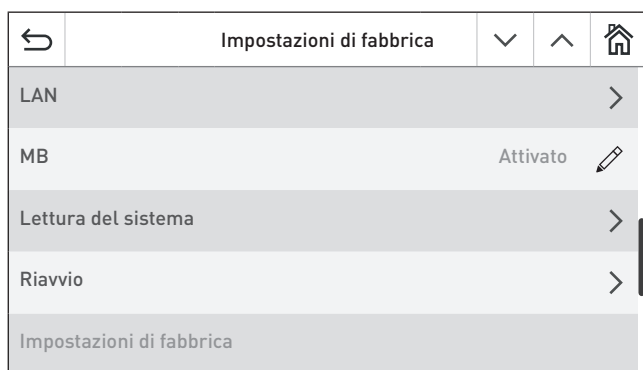 Impostazioni di fabbrica
LAN
MB Attivato
Lettura del sistema
Riavvio
Impostazioni di fabbrica